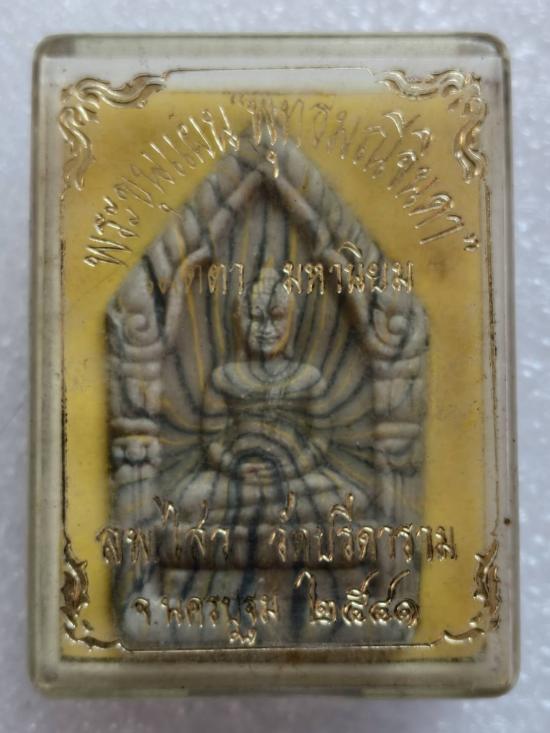 พระขุนแผน "พุทธมณีจินดา"
เมตตา มหานิยม
ลพ.ไสว วัดปรีดาราม
จ.นครปฐม ๒๕๔๑